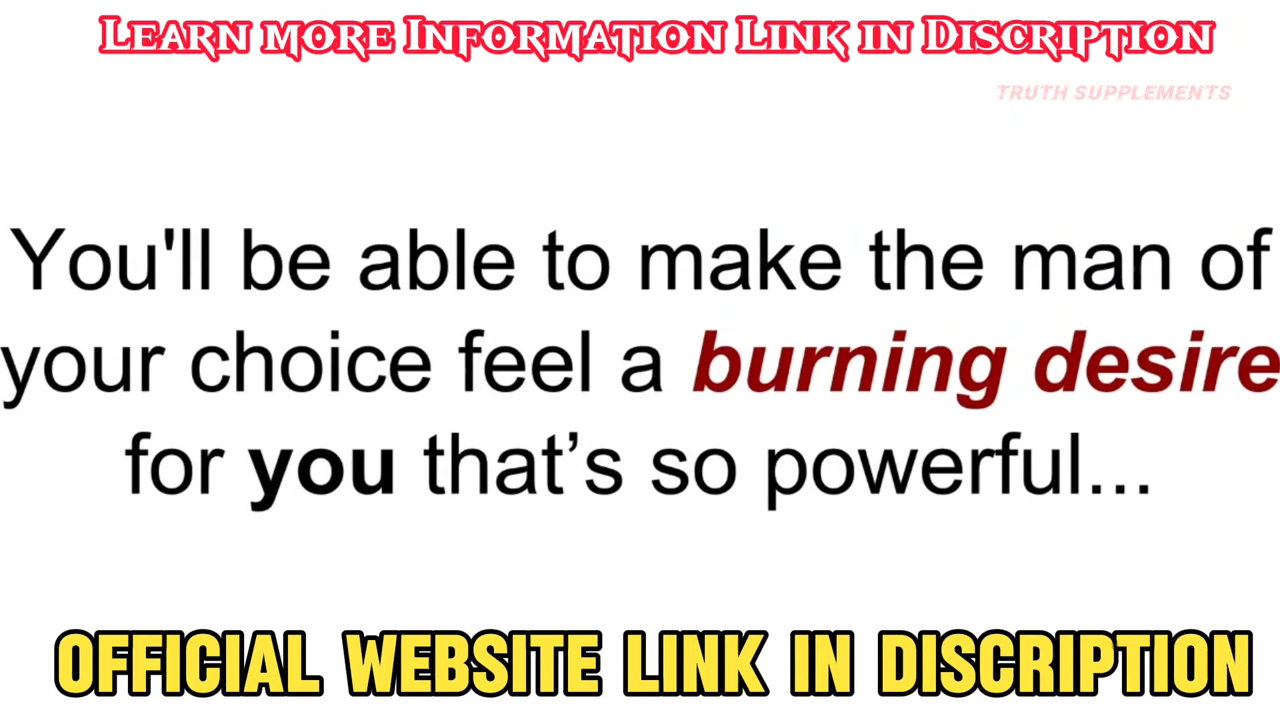 Learn more Information Link in Discription
TRUTH SUPPLEMENTS
You'll be able to make the man of
your choice feel a burning desire
for you that’s so powerful...
OFFICIAL WEBSITE LINK IN DISCRIPTION